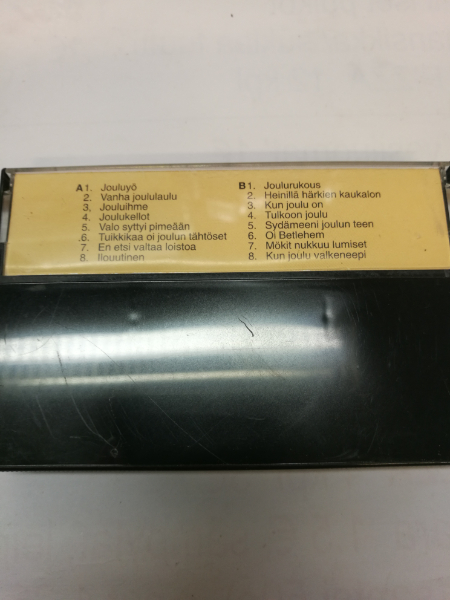 A 1. Jouluyö
2. Vanha joululaulu
3. Jouluihme
4. Joulukellot
5. Valo syttyi pimeään
6. Tuikkikaa oi joulun tähtöset
7. En etsi valtaa loistoa
8. Ilouutinen
B 1. Joulurukous
2. Heinillä härkien kaukalon
3. Kun joulu on
4. Tulkoon joulu
5. Sydämeeni joulun teen
6. Oi Betlehem
7. Mökit nukkuu lumiset
8. Kun joulu valkeneepi